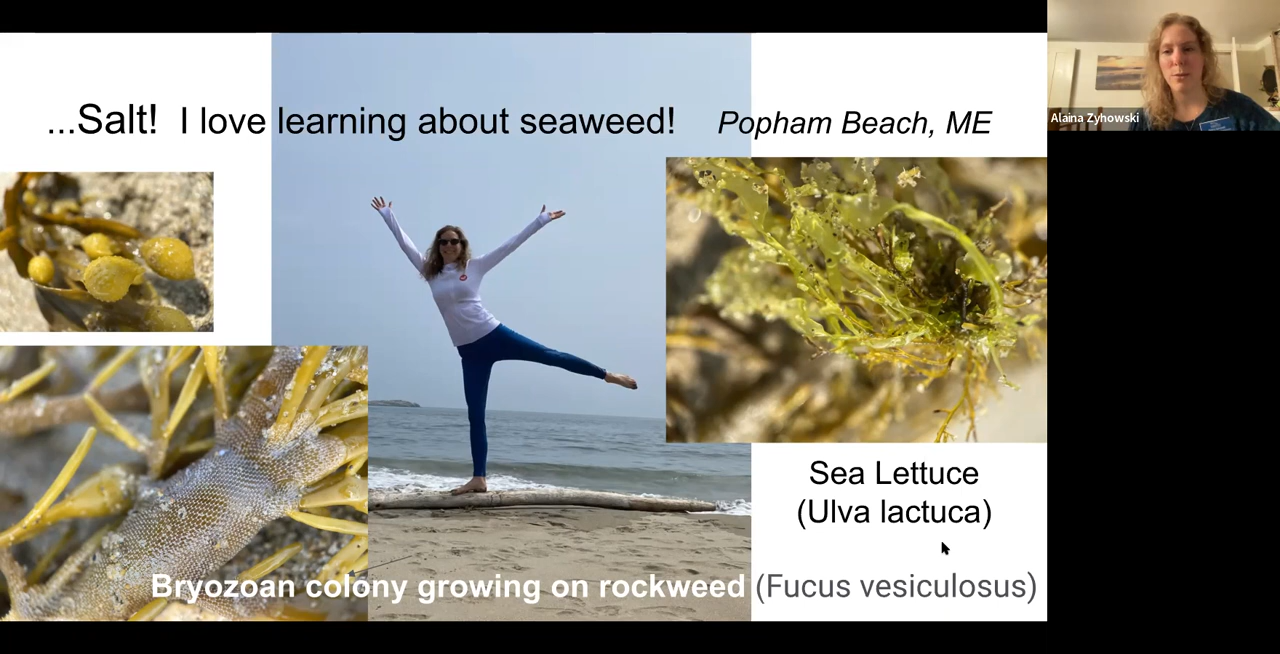 ...Salt! I love learning about seaweed! Popham Beach, ME
Alaina Zyhowski
Sea Lettuce
(Ulva lactuca)
Bryozoan colony growing on rockweed (Fucus vesiculosus)